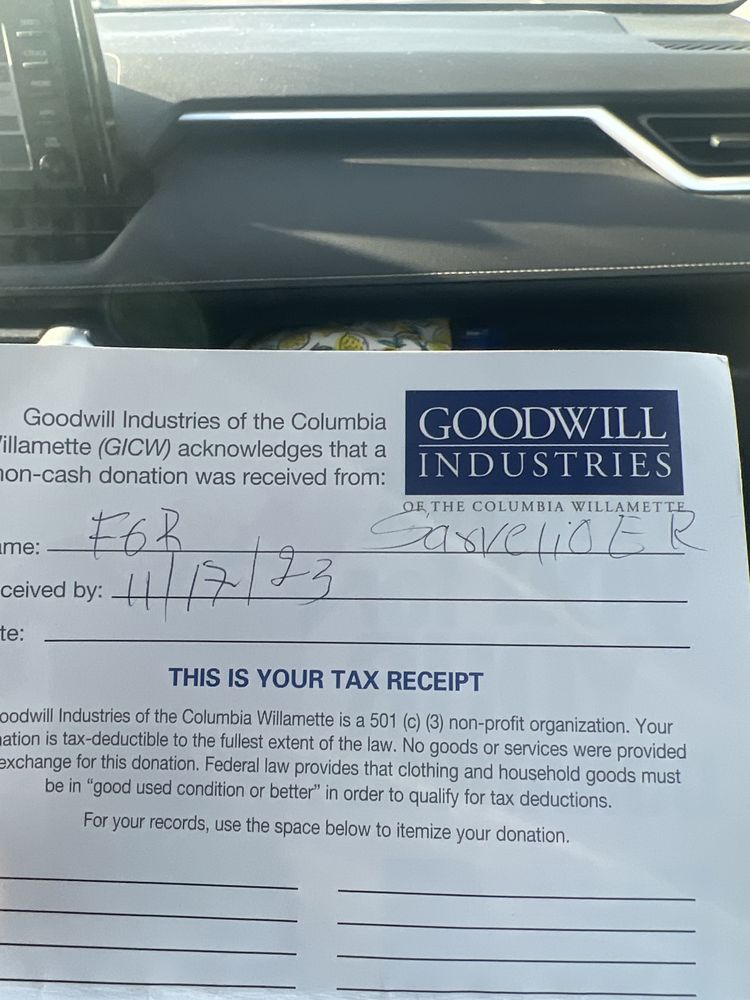 Goodwill Industries of the Columbia
illamette (GICW) acknowledges that a
non-cash donation was received from:
GOODWILL
INDUSTRIES
OF THE COLUMBIA WILLAMETTE
me: FGR SarvelioER
ceived by: 11/17/23
te:
THIS IS YOUR TAX RECEIPT
oodwill Industries of the Columbia Willamette is a 501 (c) (3) non-profit organization. Your
nation is tax-deductible to the fullest extent of the law. No goods or services were provided
exchange for this donation. Federal law provides that clothing and household goods must
be in “good used condition or better” in order to qualify for tax deductions.
For your records, use the space below to itemize your donation.